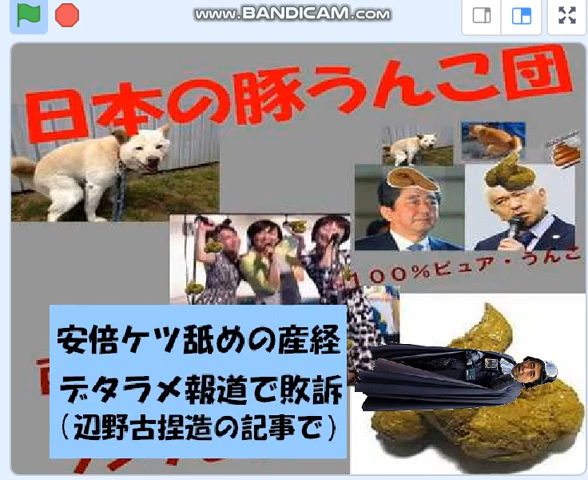 www.BANDICAM.com
日本の豚うんこ団
100%ピュア・うんこ
安倍ケツ舐めの産経
デタラメ報道で敗訴
(辺野古捏造の記事で)